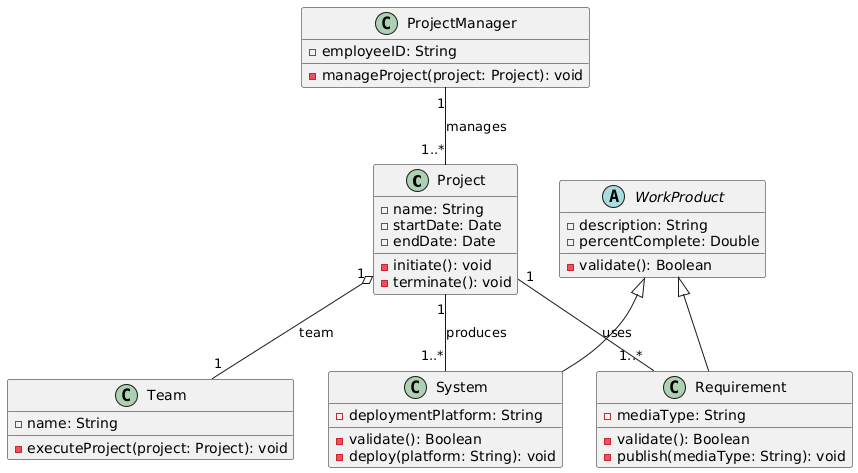 C ProjectManager
employeeID: String
manageProject(project: Project): void
1
manages
1..*
C Project
name: String
startDate: Date
endDate: Date
initiate(): void
terminate(): void
A WorkProduct
description: String
percentComplete: Double
validate(): Boolean
1
team
1
1
produces
1..*
1
uses
1..*
C Team
name: String
executeProject(project: Project): void
C System
deploymentPlatform: String
validate(): Boolean
deploy(platform: String): void
C Requirement
mediaType: String
validate(): Boolean
publish(mediaType: String): void